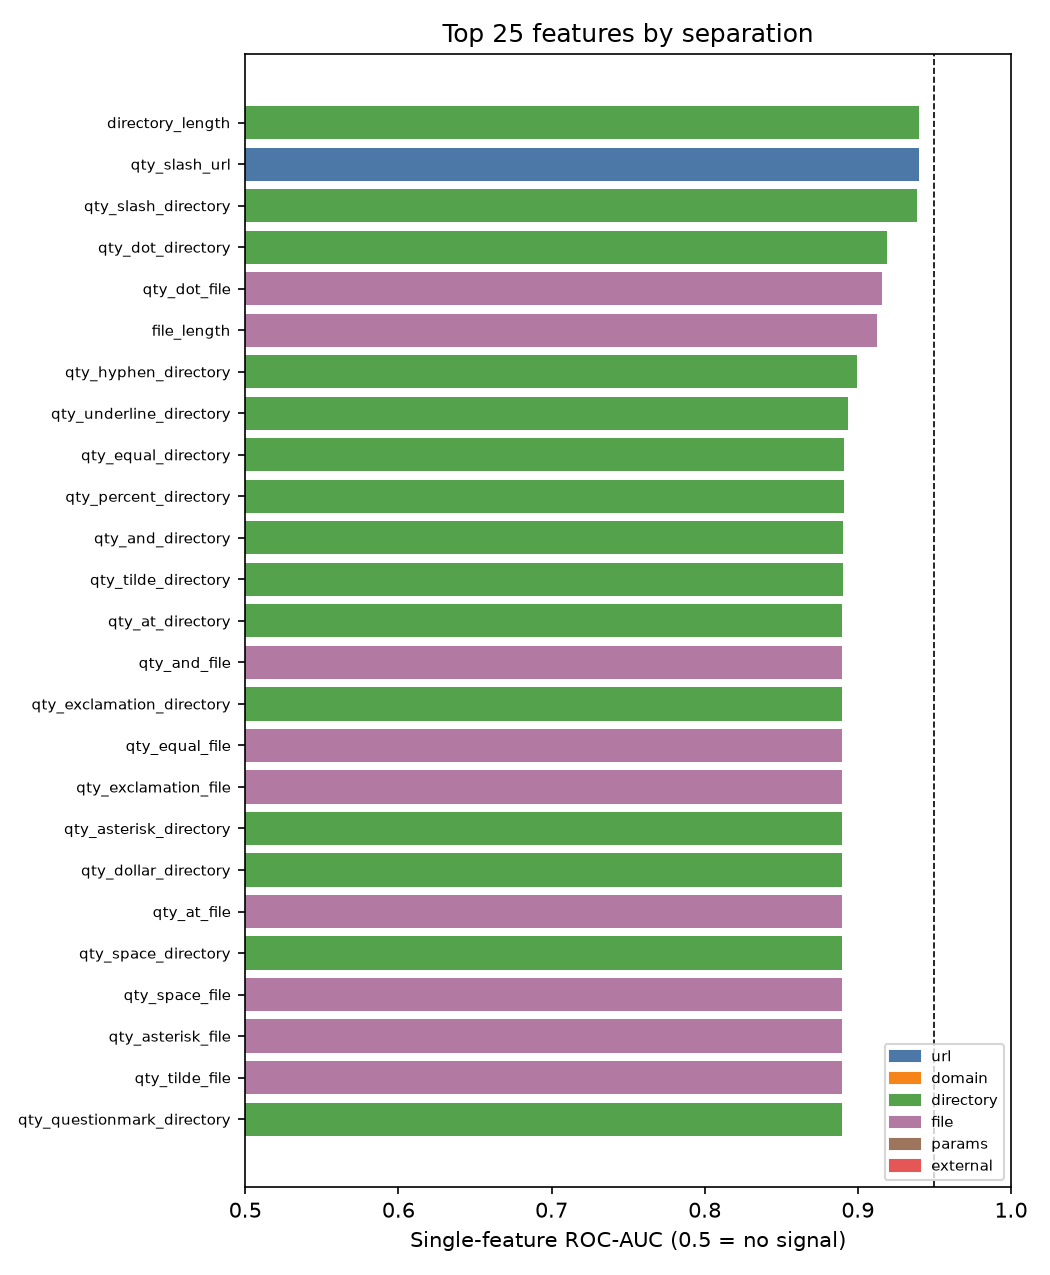 Top 25 features by separation
directory_length
qty_slash_url
qty_slash_directory
qty_dot_directory
qty_dot_file
file_length
qty_hyphen_directory
qty_underline_directory
qty_equal_directory
qty_percent_directory
qty_and_directory
qty_tilde_directory
qty_at_directory
qty_and_file
qty_exclamation_directory
qty_equal_file
qty_exclamation_file
qty_asterisk_directory
qty_dollar_directory
qty_at_file
qty_space_directory
qty_space_file
qty_asterisk_file
qty_tilde_file
qty_questionmark_directory
url
domain
directory
file
params
external
0.5 0.6 0.7 0.8 0.9 1.0
Single-feature ROC-AUC (0.5 = no signal)